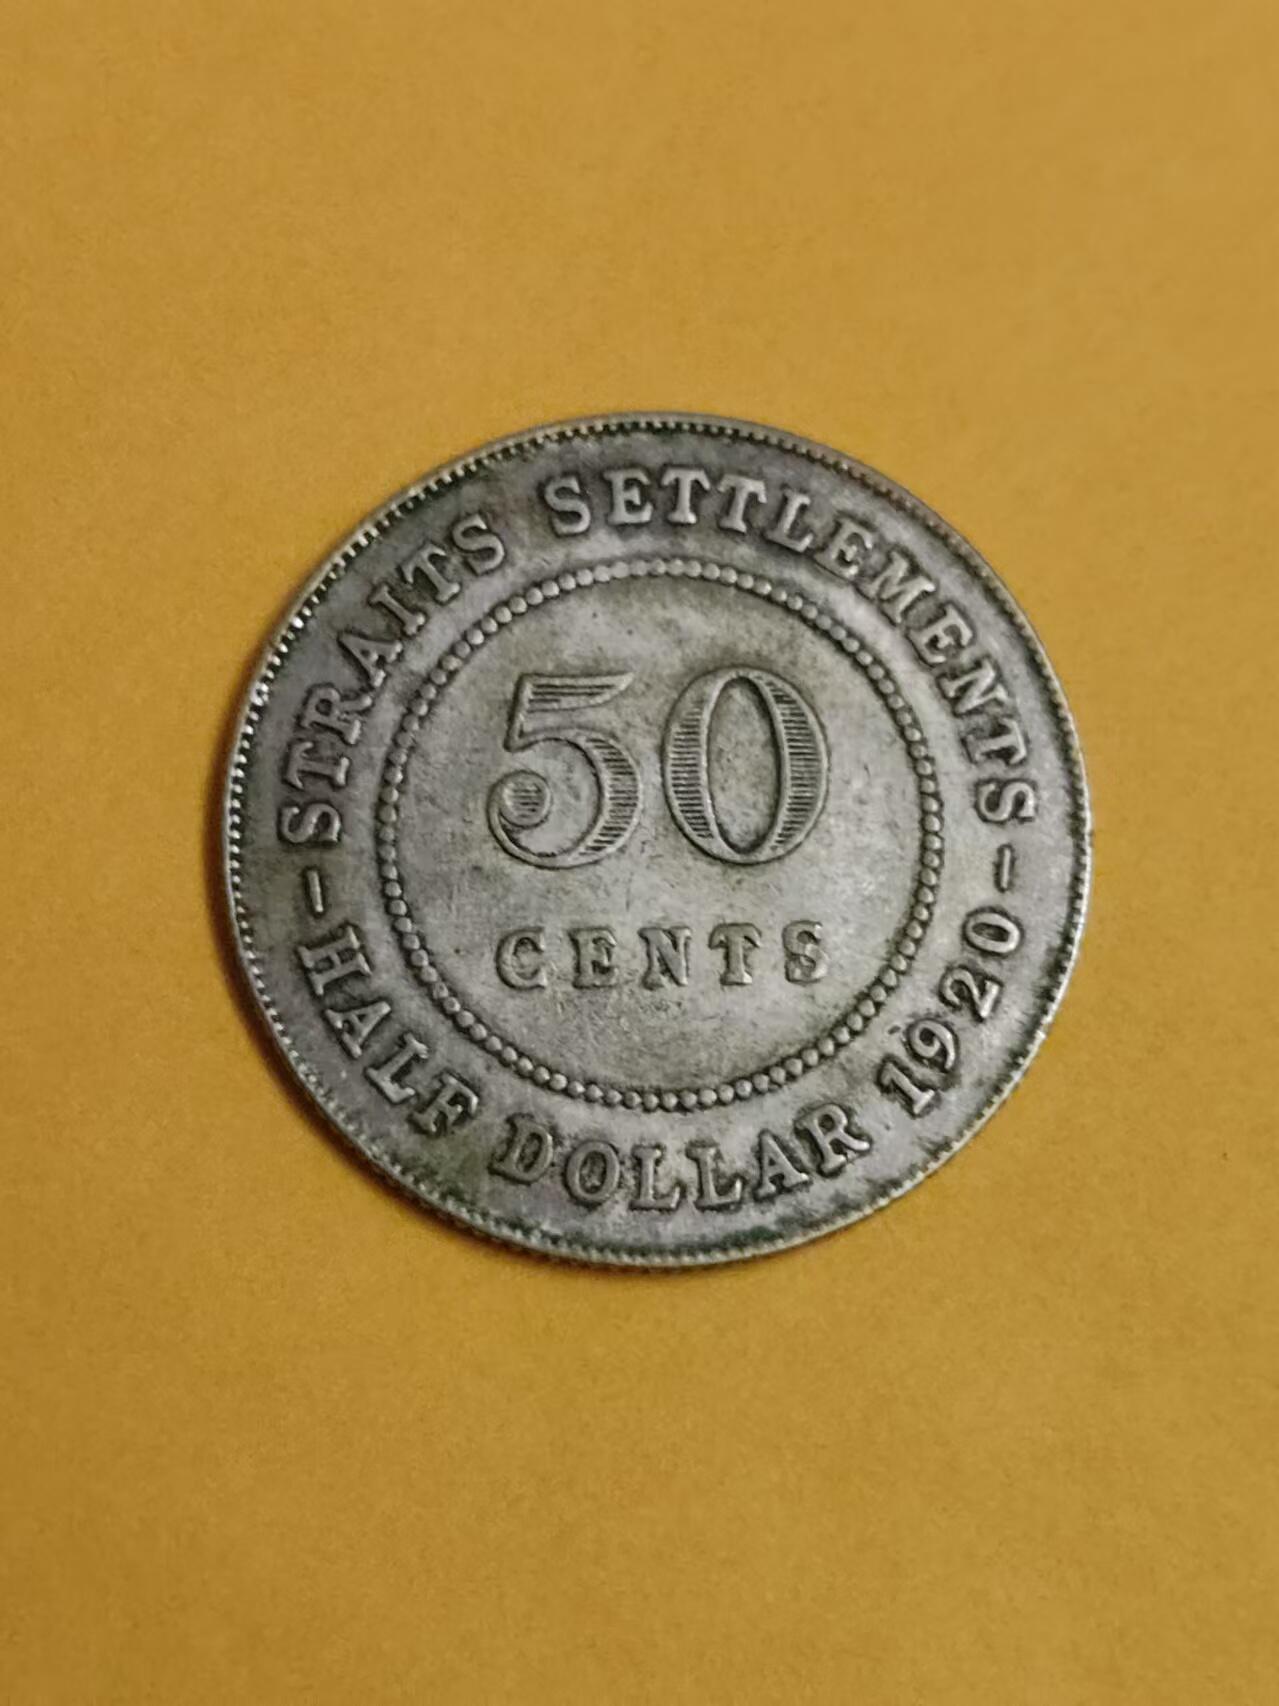 STRAITS SETTLEMENTS
50
CENTS
HALF DOLLAR 1920